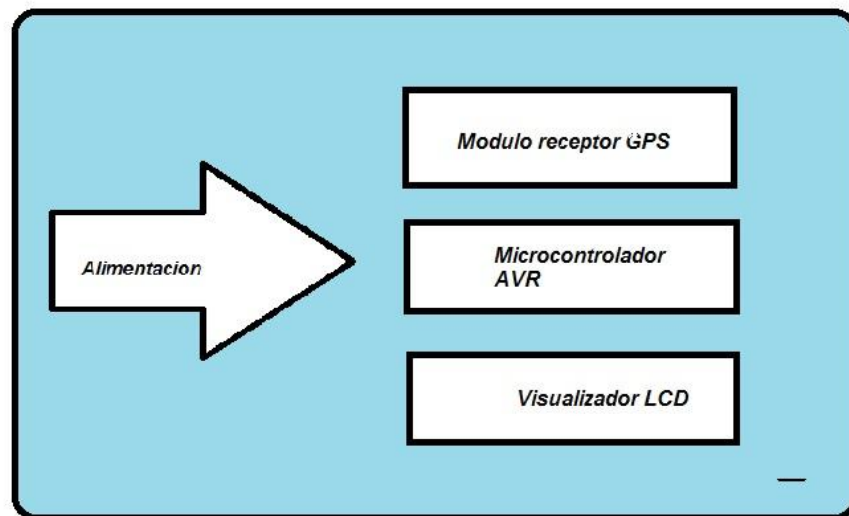 Modulo receptor GPS
Alimentacion
Microcontrolador
AVR
Visualizador LCD